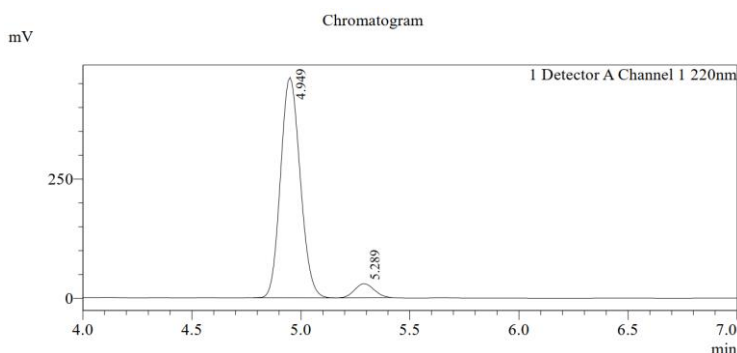 Chromatogram
mV
1 Detector A Channel 1 220nm
4.949
250
5.289
0
4.0 4.5 5.0 5.5 6.0 6.5 7.0
min